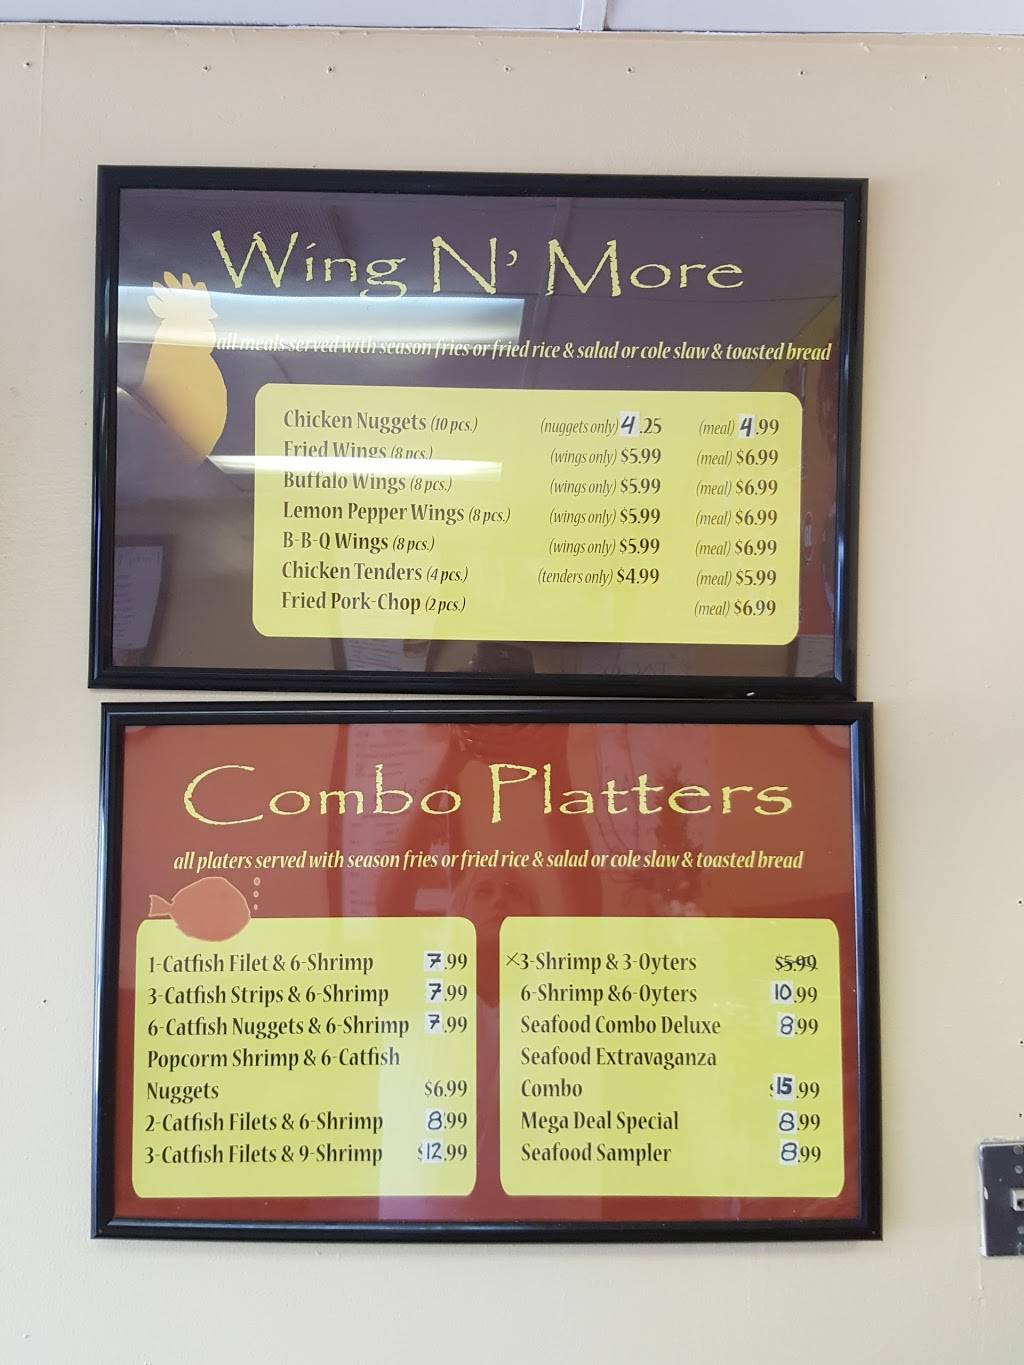 Wing N' More
all meals served with season fries or fried rice & salad or cole slaw & toasted bread
Chicken Nuggets (10 pcs.) (nuggets only) 4.25 (meal) 4.99
Fried Wings (8 pcs.) (wings only) $5.99 (meal) $6.99
Buffalo Wings (8 pcs.) (wings only) $5.99 (meal) $6.99
Lemon Pepper Wings (8 pcs.) (wings only) $5.99 (meal) $6.99
B-B-Q Wings (8 pcs.) (wings only) $5.99 (meal) $6.99
Chicken Tenders (4 pcs.) (tenders only) $4.99 (meal) $5.99
Fried Pork-Chop (2 pcs.) (meal) $6.99
Combo Platters
all platers served with season fries or fried rice & salad or cole slaw & toasted bread
1-Catfish Filet & 6-Shrimp 7.99
3-Catfish Strips & 6-Shrimp 7.99
6-Catfish Nuggets & 6-Shrimp 7.99
Popcorm Shrimp & 6-Catfish
Nuggets $6.99
2-Catfish Filets & 6-Shrimp 8.99
3-Catfish Filets & 9-Shrimp $12.99
X3-Shrimp & 3-Oyters $5.99
6-Shrimp &6-Oyters 10.99
Seafood Combo Deluxe 8.99
Seafood Extravaganza
Combo $15.99
Mega Deal Special 8.99
Seafood Sampler 8.99